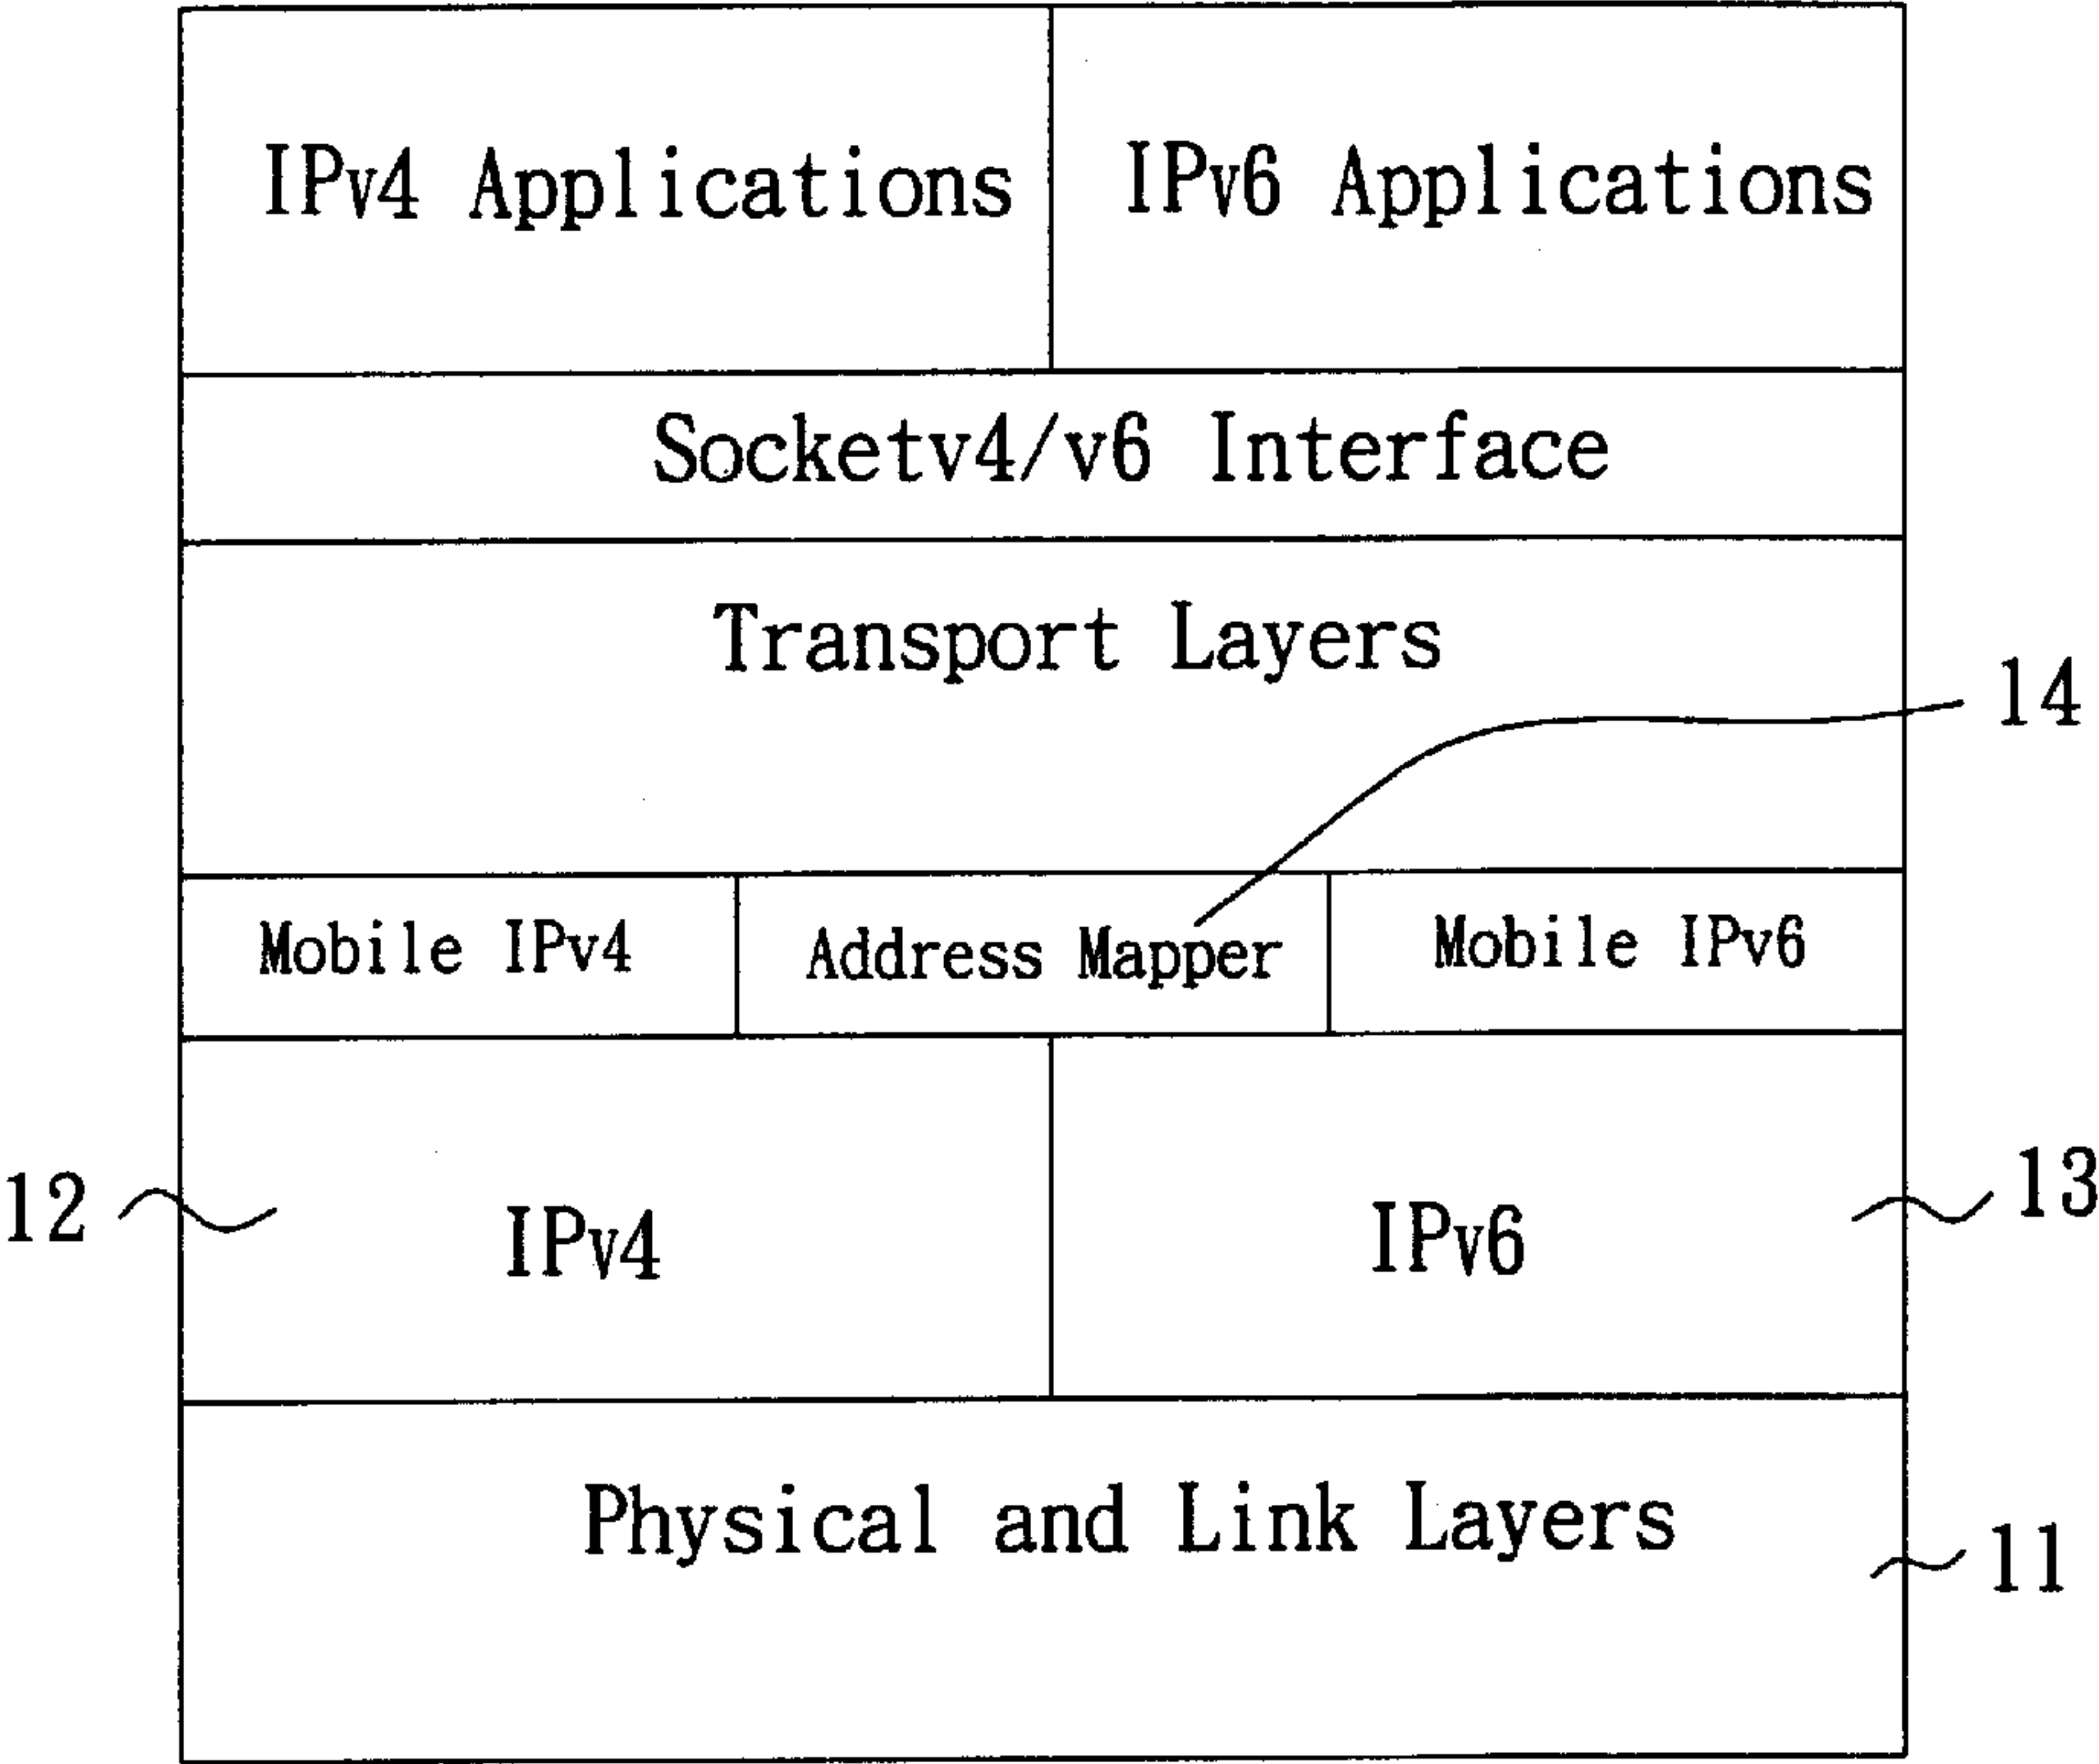 IPv4 Applications
IPv6 Applications
Socketv4/v6 Interface
Transport Layers
14
Mobile IPv4
Address Mapper
Mobile IPv6
12
IPv4
IPv6
13
Physical and Link Layers
11